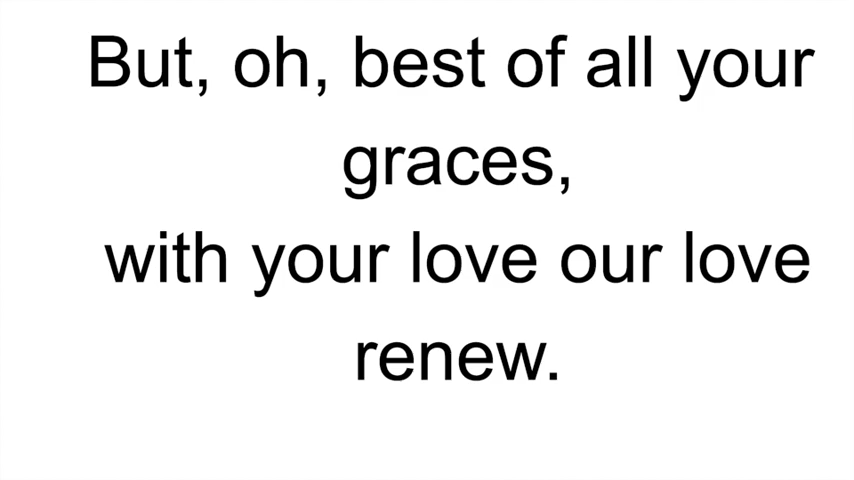 But, oh, best of all your
graces,
with your love our love
renew.